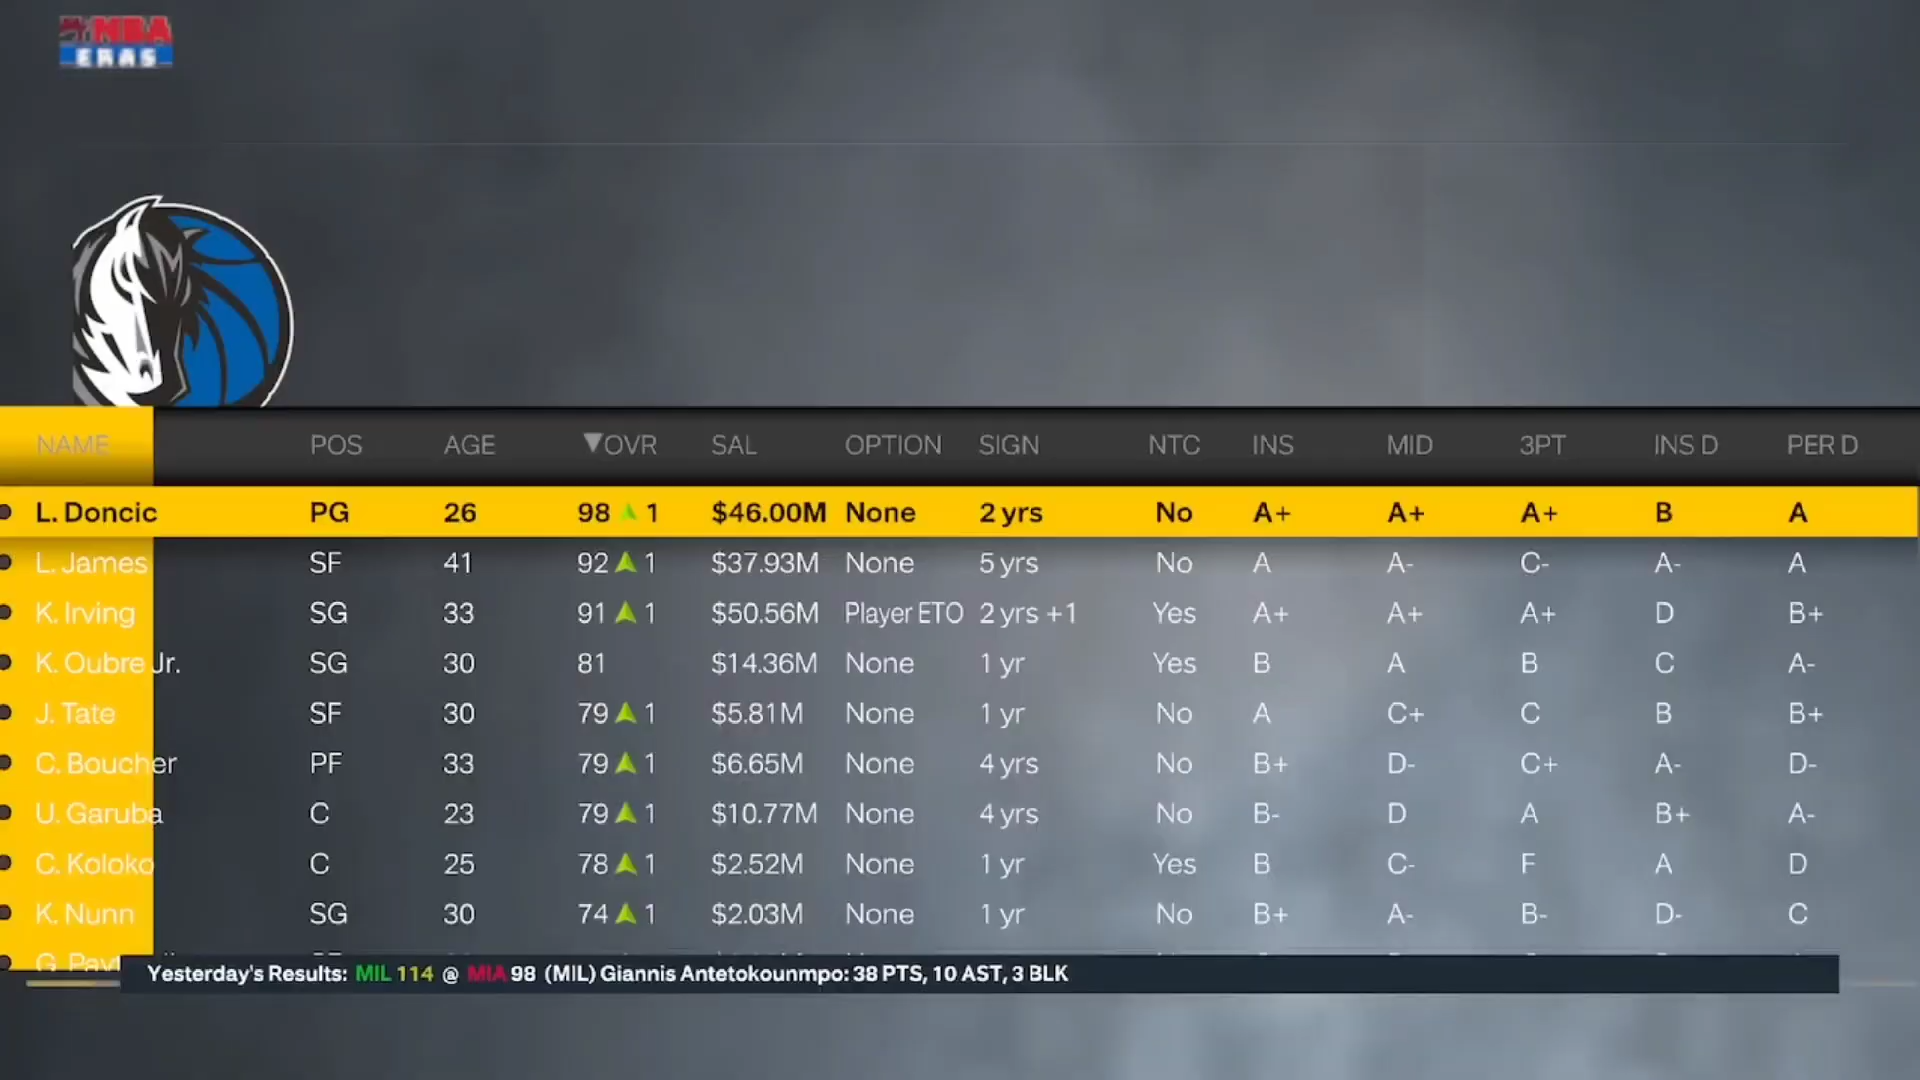 NBA
ERAS
NAME POS AGE ▼OVR SAL OPTION SIGN NTC INS MID 3PT INS D PER D
L. Doncic PG 26 98 ▲ 1 $46.00M None 2 yrs No A+ A+ A+ B A
L. James SF 41 92 ▲ 1 $37.93M None 5 yrs No A A- C- A- A
K. Irving SG 33 91 ▲ 1 $50.56M Player ETO 2 yrs +1 Yes A+ A+ A+ D B+
K. Oubre Jr. SG 30 81 $14.36M None 1 yr Yes B A B C A-
J. Tate SF 30 79 ▲ 1 $5.81M None 1 yr No A C+ C B B+
C. Boucher PF 33 79 ▲ 1 $6.65M None 4 yrs No B+ D- C+ A- D-
U. Garuba C 23 79 ▲ 1 $10.77M None 4 yrs No B- D A B+ A-
C. Koloko C 25 78 ▲ 1 $2.52M None 1 yr Yes B C- F A D
K. Nunn SG 30 74 ▲ 1 $2.03M None 1 yr No B+ A- B- D- C
G.
Yesterday's Results: MIL 114 @ MIA 98 (MIL) Giannis Antetokounmpo: 38 PTS, 10 AST, 3 BLK